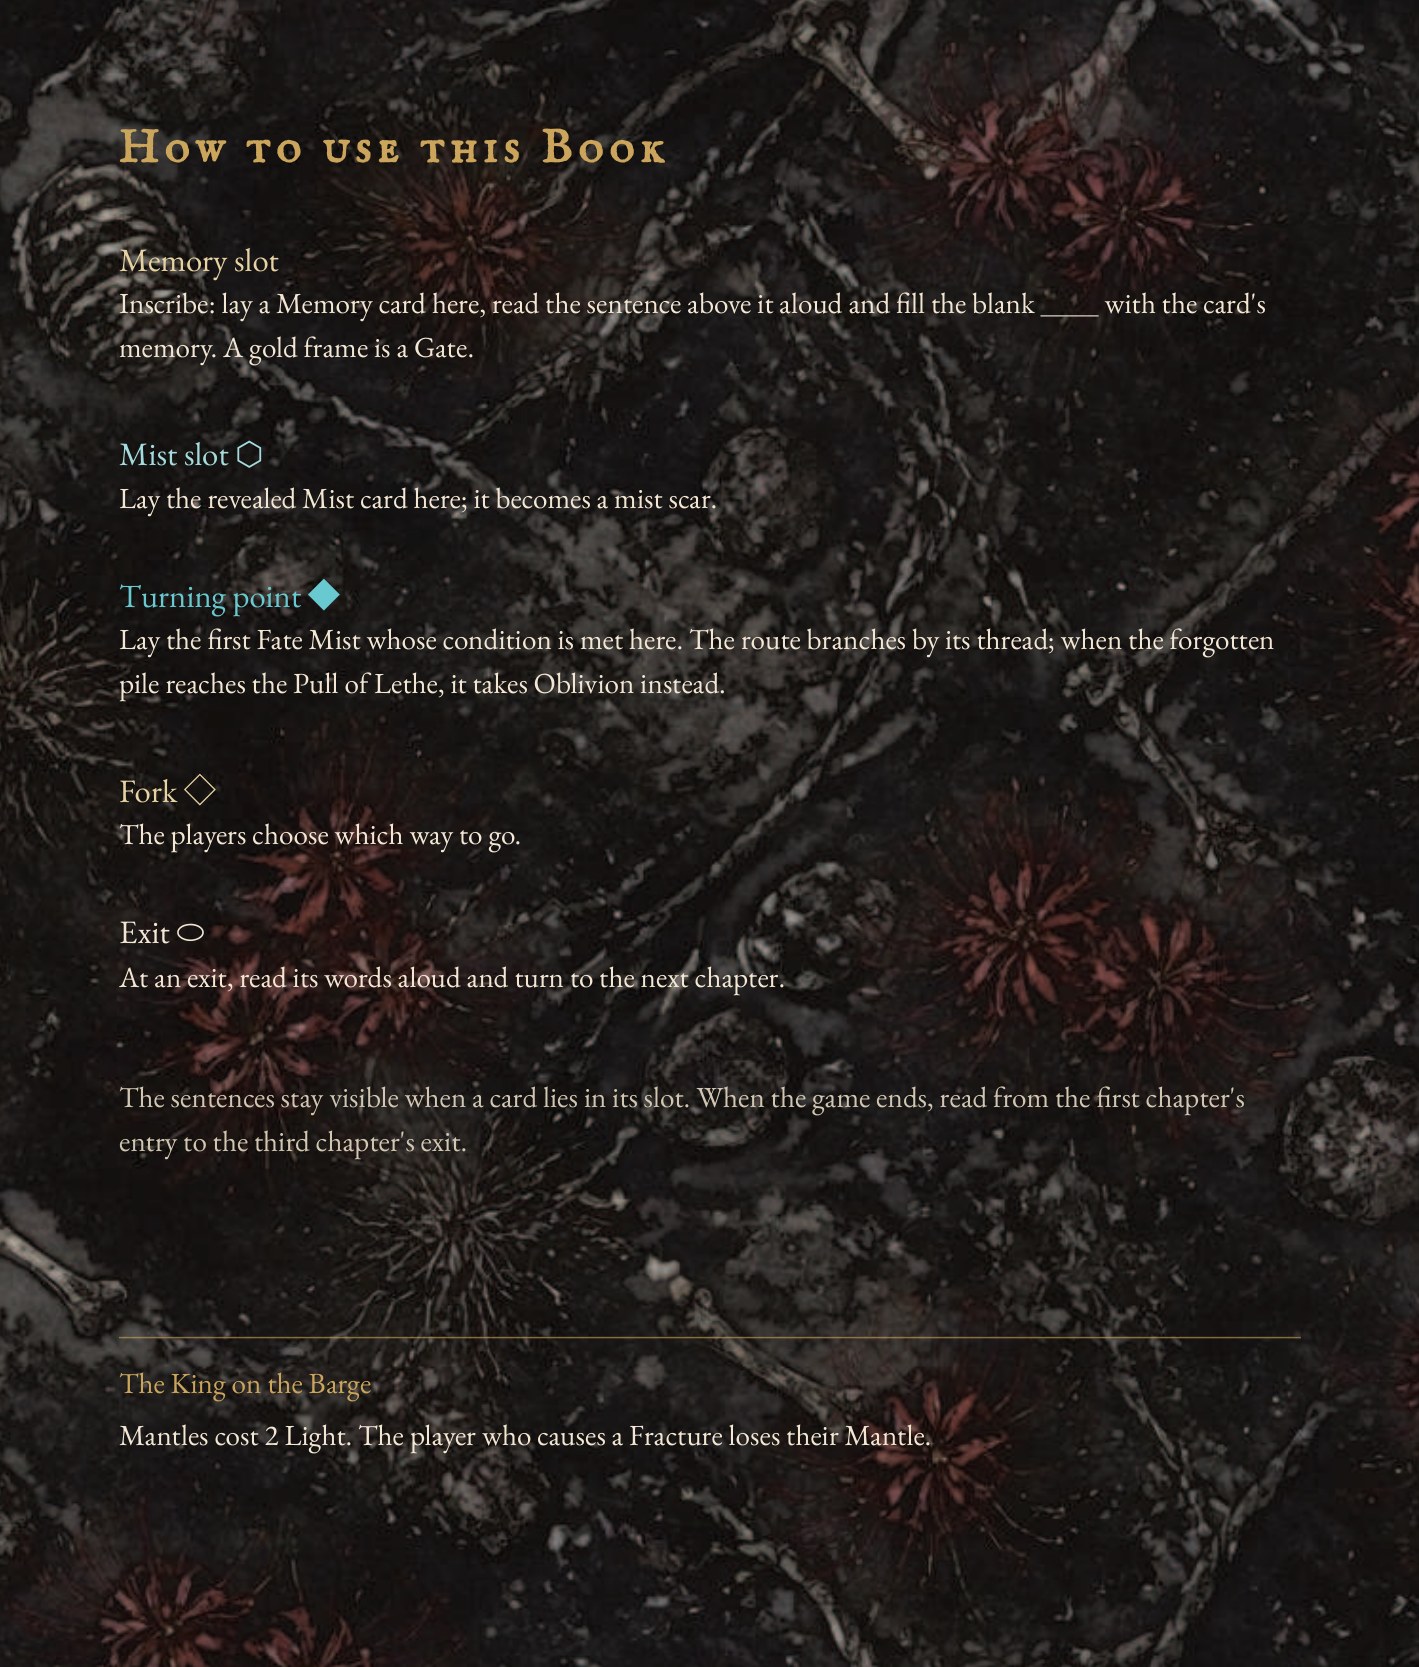 How to use this Book
Memory slot
Inscribe: lay a Memory card here, read the sentence above it aloud and fill the blank ____ with the card's
memory. A gold frame is a Gate.
Mist slot
Lay the revealed Mist card here; it becomes a mist scar.
Turning point
Lay the first Fate Mist whose condition is met here. The route branches by its thread; when the forgotten
pile reaches the Pull of Lethe, it takes Oblivion instead.
Fork
The players choose which way to go.
Exit
At an exit, read its words aloud and turn to the next chapter.
The sentences stay visible when a card lies in its slot. When the game ends, read from the first chapter's
entry to the third chapter's exit.
The King on the Barge
Mantles cost 2 Light. The player who causes a Fracture loses their Mantle.